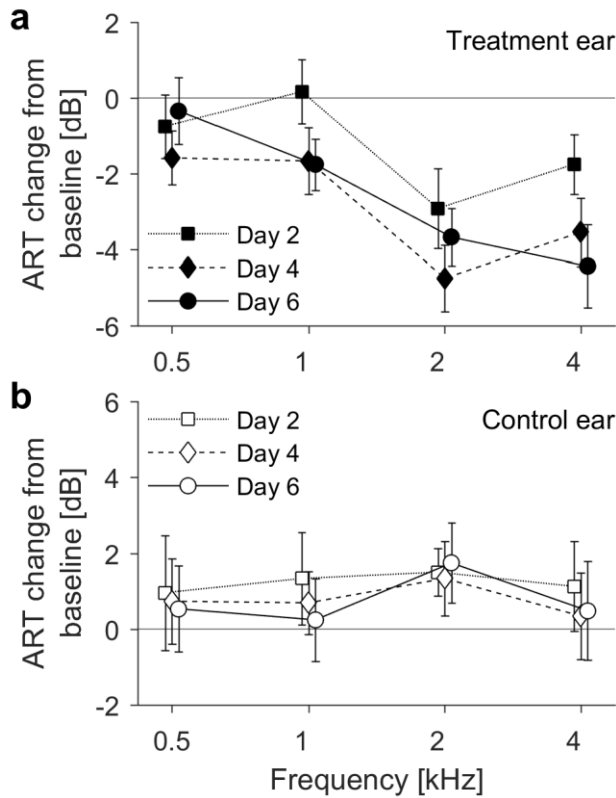 a
Treatment ear
ART change from
baseline [dB]
2
0
-2
-4
-6
Day 2
Day 4
Day 6
0.5 1 2 4
b
Control ear
ART change from
baseline [dB]
6
4
2
0
-2
Day 2
Day 4
Day 6
0.5 1 2 4
Frequency [kHz]